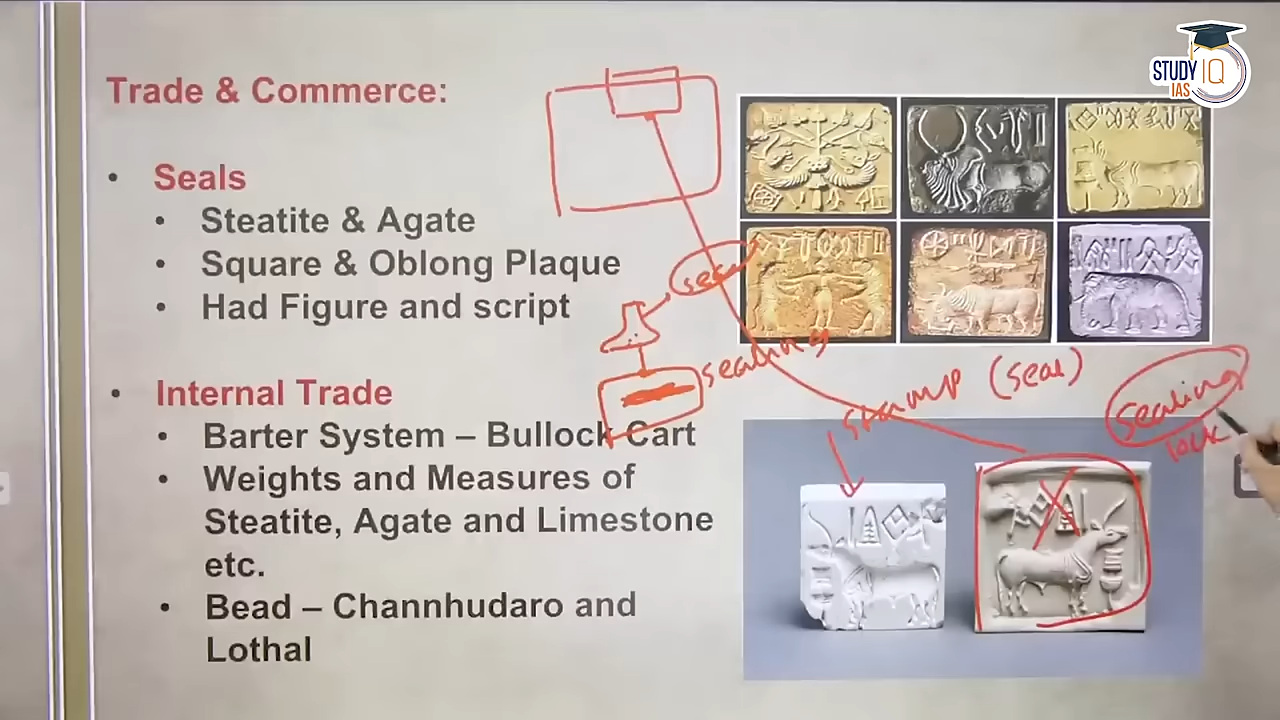 STUDY IQ
IAS
Trade & Commerce:
• Seals
• Steatite & Agate
• Square & Oblong Plaque
• Had Figure and script
seal
sealing
stamp (seal)
sealing
lock
• Internal Trade
• Barter System – Bullock Cart
• Weights and Measures of
Steatite, Agate and Limestone
etc.
• Bead – Channhudaro and
Lothal